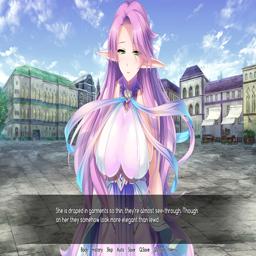 She is draped in garments so thin, they're almost see-through. Though
on her they somehow look more elegant than lewd.
Back History Skip Auto Save Q.Save